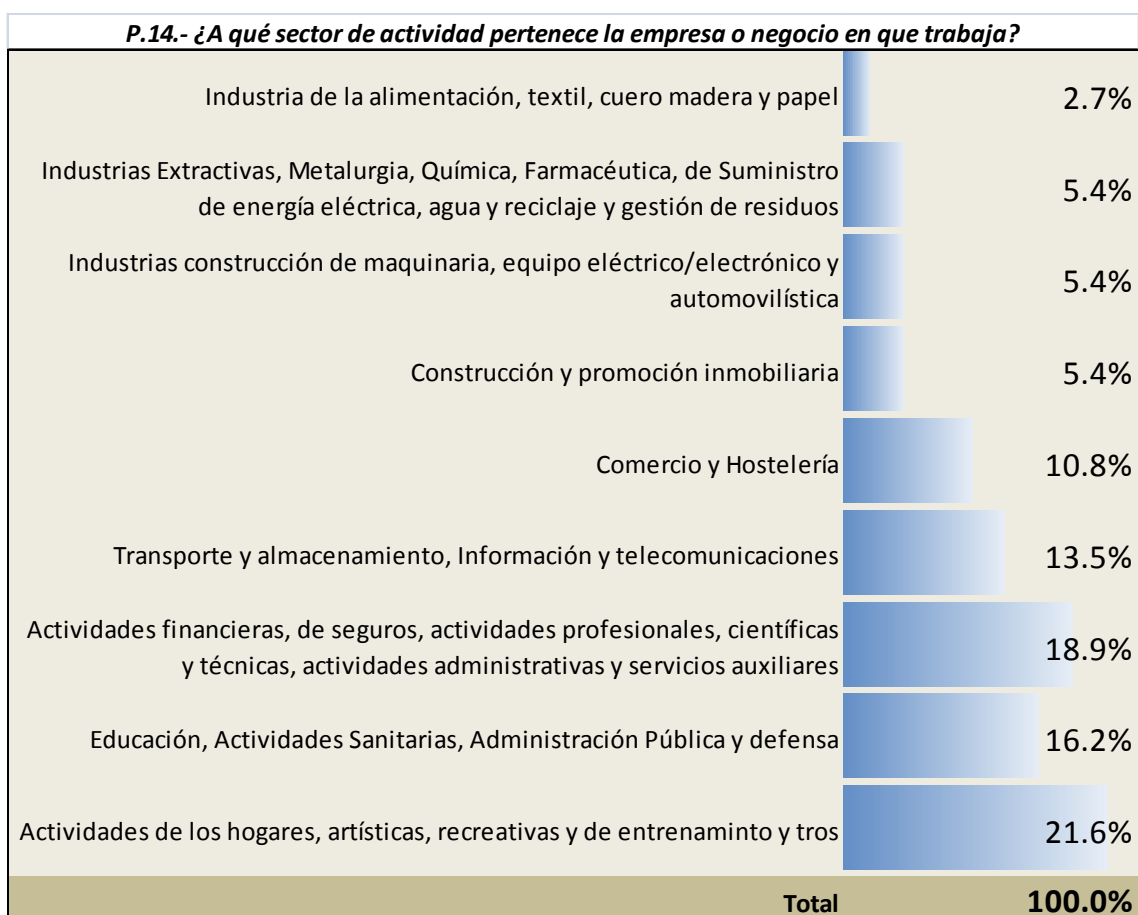 P.14.- ¿A qué sector de actividad pertenece la empresa o negocio en que trabaja?
Industria de la alimentación, textil, cuero madera y papel 2.7%
Industrias Extractivas, Metalurgia, Química, Farmacéutica, de Suministro
de energía eléctrica, agua y reciclaje y gestión de residuos 5.4%
Industrias construcción de maquinaria, equipo eléctrico/electrónico y
automovilística 5.4%
Construcción y promoción inmobiliaria 5.4%
Comercio y Hostelería 10.8%
Transporte y almacenamiento, Información y telecomunicaciones 13.5%
Actividades financieras, de seguros, actividades profesionales, científicas
y técnicas, actividades administrativas y servicios auxiliares 18.9%
Educación, Actividades Sanitarias, Administración Pública y defensa 16.2%
Actividades de los hogares, artísticas, recreativas y de entrenaminto y tros 21.6%
Total 100.0%